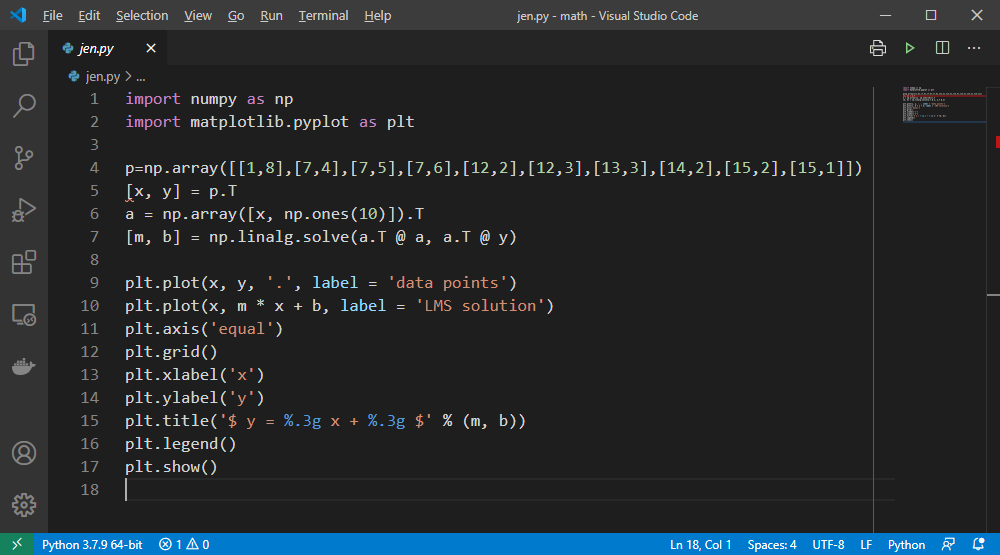 File Edit Selection View Go Run Terminal Help jen.py - math - Visual Studio Code
jen.py
jen.py > ...
1 import numpy as np
2 import matplotlib.pyplot as plt
3
4 p=np.array([[1,8],[7,4],[7,5],[7,6],[12,2],[12,3],[13,3],[14,2],[15,2],[15,1]])
5 [x, y] = p.T
6 a = np.array([x, np.ones(10)]).T
7 [m, b] = np.linalg.solve(a.T @ a, a.T @ y)
8
9 plt.plot(x, y, '.', label = 'data points')
10 plt.plot(x, m * x + b, label = 'LMS solution')
11 plt.axis('equal')
12 plt.grid()
13 plt.xlabel('x')
14 plt.ylabel('y')
15 plt.title('$ y = %.3g x + %.3g $' % (m, b))
16 plt.legend()
17 plt.show()
18
Python 3.7.9 64-bit 1 0 Ln 18, Col 1 Spaces: 4 UTF-8 LF Python